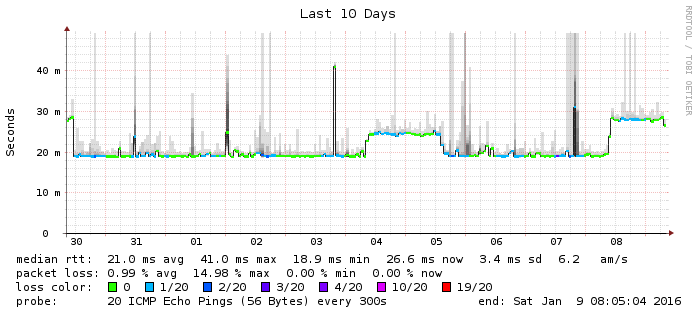 Last 10 Days
RRDTOOL / TOBI OETIKER
Seconds
40 m
30 m
20 m
10 m
0
30 31 01 02 03 04 05 06 07 08
median rtt: 21.0 ms avg 41.0 ms max 18.9 ms min 26.6 ms now 3.4 ms sd 6.2 am/s
packet loss: 0.99 % avg 14.98 % max 0.00 % min 0.00 % now
loss color: 0 1/20 2/20 3/20 4/20 10/20 19/20
probe: 20 ICMP Echo Pings (56 Bytes) every 300s end: Sat Jan 9 08:05:04 2016